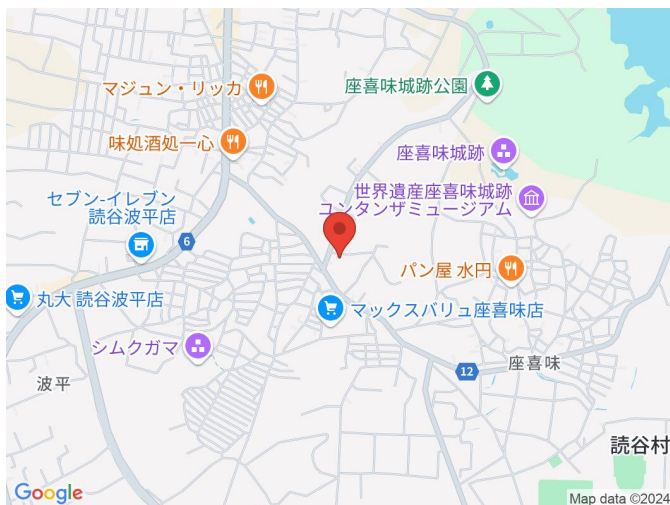 マジュン・リッカ
座喜味城跡公園
味処酒処一心
座喜味城跡
セブン-イレブン
読谷波平店
世界遺産座喜味城跡
ユンタンザミュージアム
6
パン屋 水円
丸大 読谷波平店
マックスバリュ座喜味店
シムクガマ
12
座喜味
波平
読谷村
Google
Map data ©2024